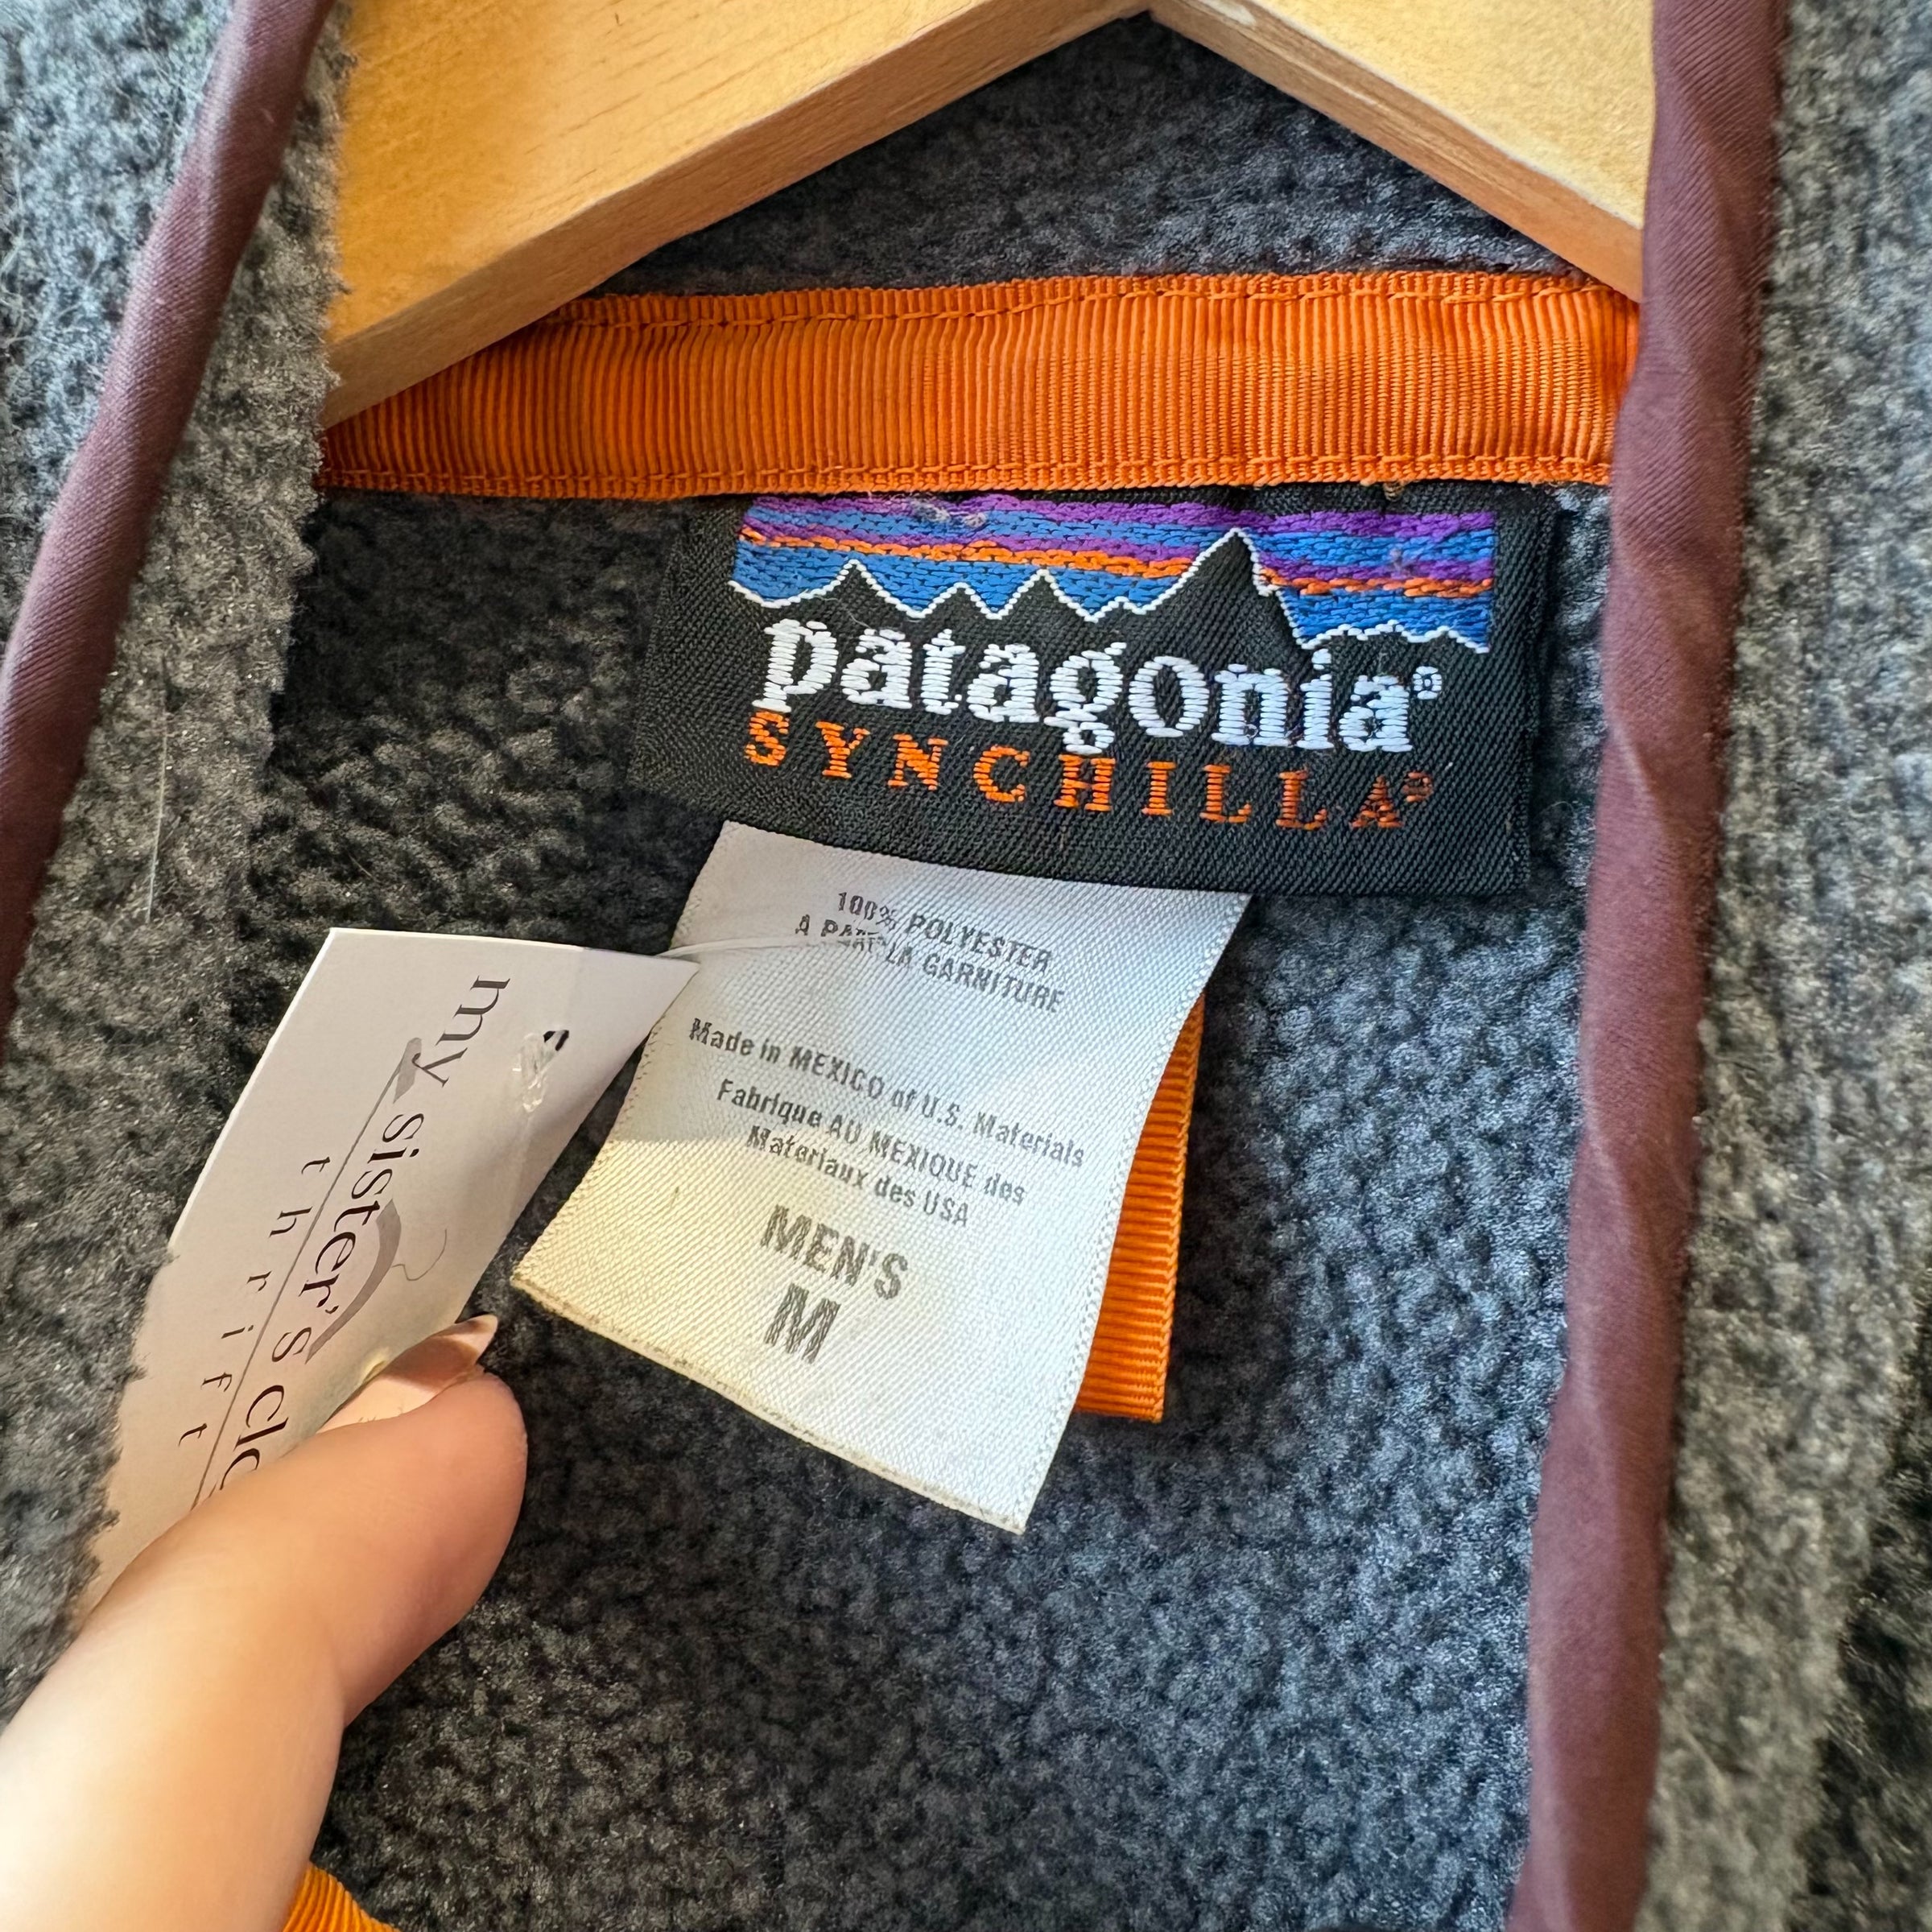 patagonia®
SYNCHILLA®
100% POLYESTER
A PART LA GARNITURE
Made in MEXICO of U.S. Materials
Fabrique AU MEXIQUE des
Materiaux des USA
MEN'S
M
my sister's
thrift